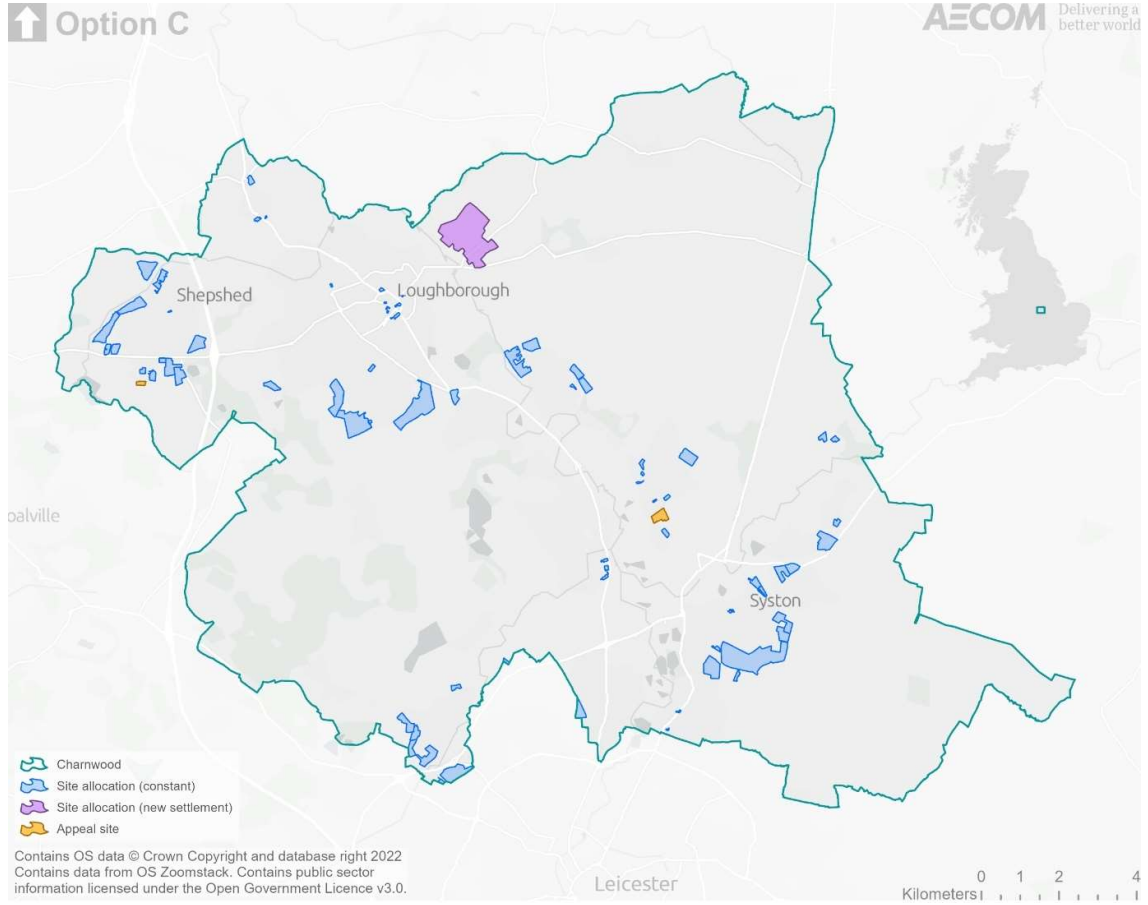 Option C
AECOM
Delivering a
better world
Shepshed
Loughborough
oalville
Syston
Charnwood
Site allocation (constant)
Site allocation (new settlement)
Appeal site
Contains OS data © Crown Copyright and database right 2022
Contains data from OS Zoomstack. Contains public sector
information licensed under the Open Government Licence v3.0.
Leicester
Kilometers
0 1 2 4